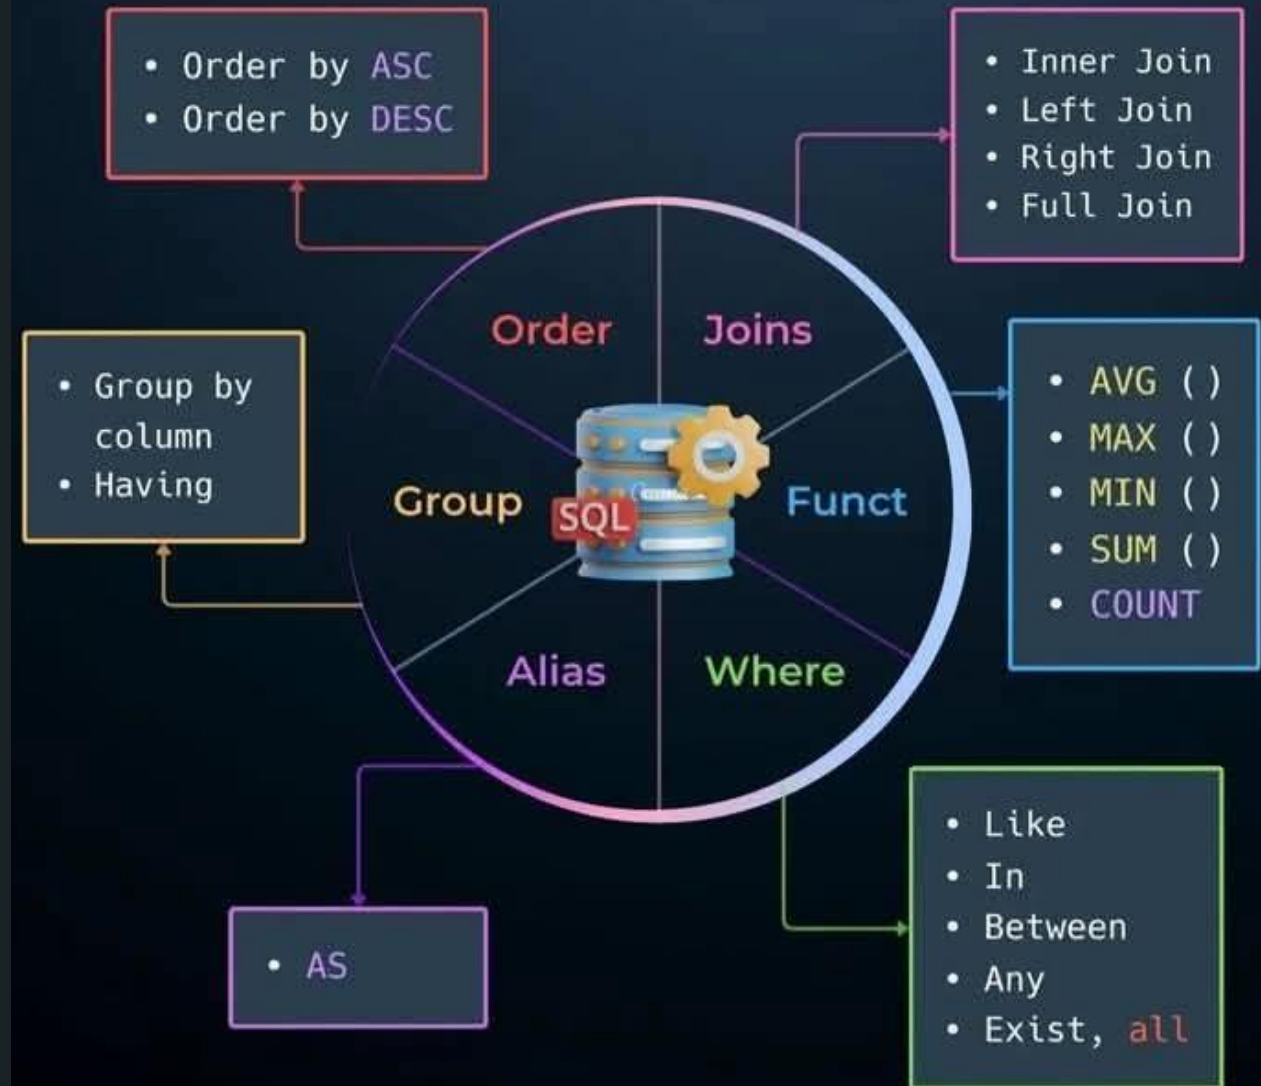 • Order by ASC
• Order by DESC
• Inner Join
• Left Join
• Right Join
• Full Join
Order
Joins
• Group by
column
• Having
• AVG ()
• MAX ()
• MIN ()
• SUM ()
• COUNT
Group
SQL
Funct
Alias
Where
• AS
• Like
• In
• Between
• Any
• Exist, all